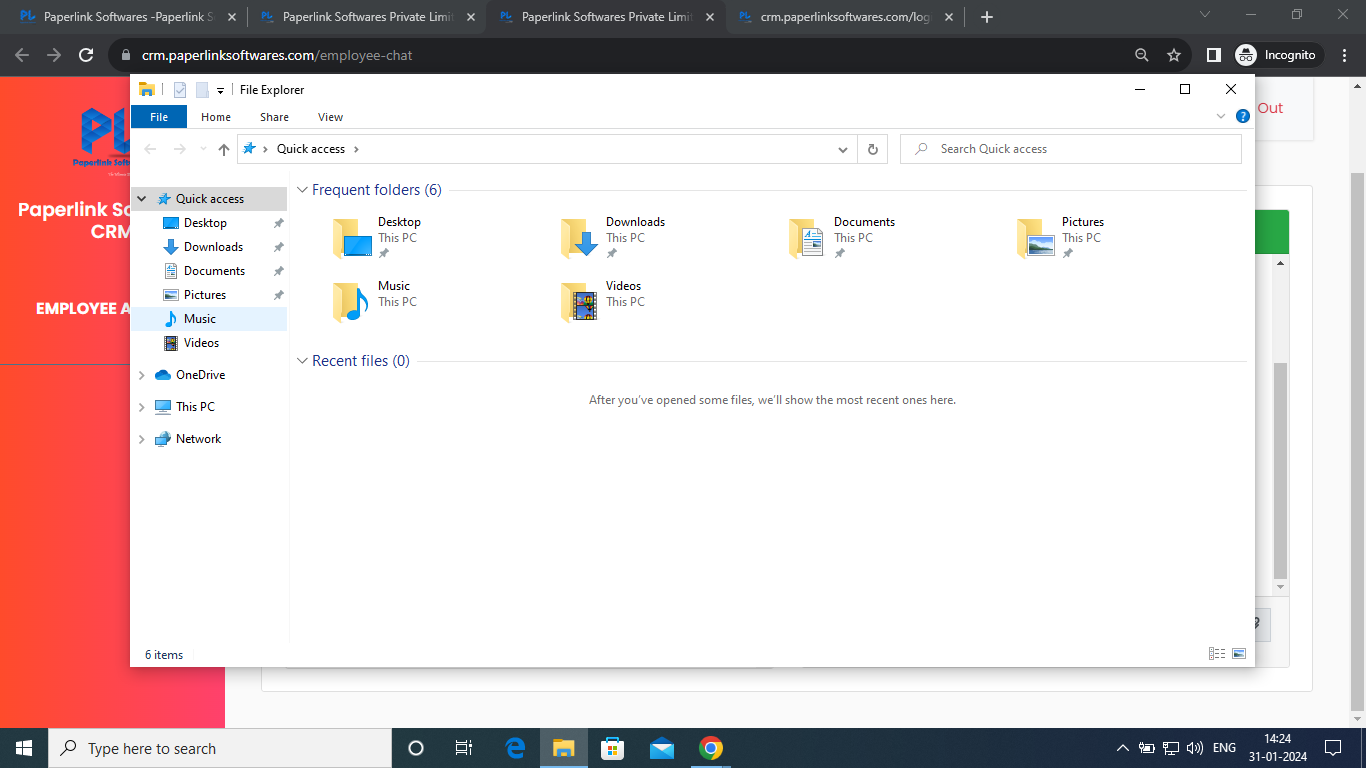 Paperlink Softwares -Paperlink S
Paperlink Softwares Private Limit
Paperlink Softwares Private Limit
crm.paperlinksoftwares.com/log
crm.paperlinksoftwares.com/employee-chat
Incognito
File Explorer
File
Home
Share
View
Quick access
Search Quick access
Out
Quick access
Desktop
Downloads
Documents
Pictures
Music
Videos
OneDrive
This PC
Network
Frequent folders (6)
Desktop
This PC
Downloads
This PC
Documents
This PC
Pictures
This PC
Music
This PC
Videos
This PC
Recent files (0)
After you've opened some files, we'll show the most recent ones here.
6 items
PL
Paperlink Sof
Paperlink So
CRM
EMPLOYEE A
Type here to search
ENG
14:24
31-01-2024